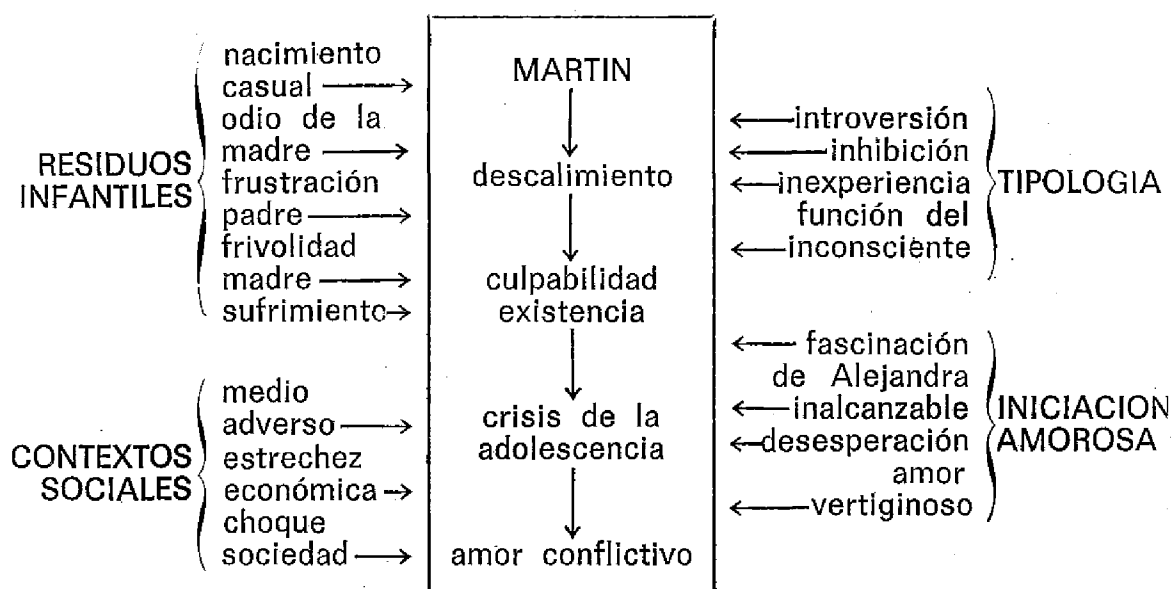 RESIDUOS
INFANTILES
nacimiento
casual
odio de la
madre
frustración
padre
frivolidad
madre
sufrimiento
CONTEXTOS
SOCIALES
medio
adverso
estrechez
económica
choque
sociedad
MARTIN
descalimiento
culpabilidad
existencia
crisis de la
adolescencia
amor conflictivo
introversión
inhibición
inexperiencia
función del
inconsciente
TIPOLOGIA
fascinación
de Alejandra
inalcanzable
desesperación
amor
vertiginoso
INICIACION
AMOROSA